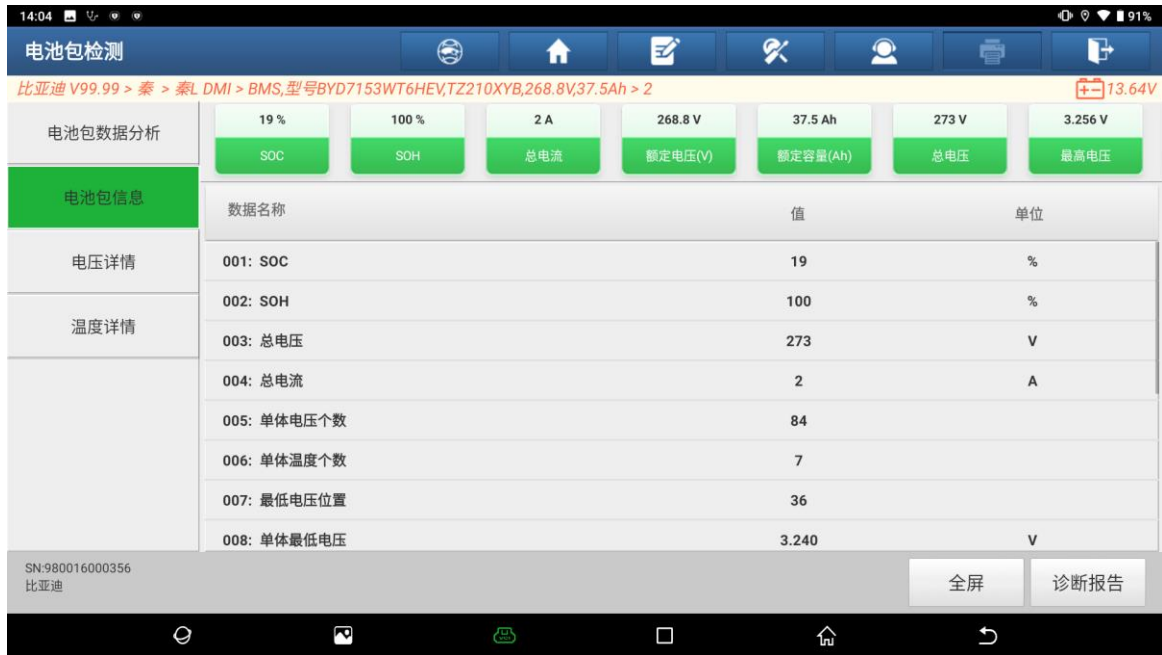 14:04 91%
电池包检测
比亚迪 V99.99 > 秦 > 秦L DMI > BMS,型号BYD7153WT6HEV,TZ210XYB,268.8V,37.5Ah > 2 13.64V
电池包数据分析
电池包信息
电压详情
温度详情
19 % 100 % 2 A 268.8 V 37.5 Ah 273 V 3.256 V
SOC SOH 总电流 额定电压(V) 额定容量(Ah) 总电压 最高电压
数据名称 值 单位
001: SOC 19 %
002: SOH 100 %
003: 总电压 273 V
004: 总电流 2 A
005: 单体电压个数 84
006: 单体温度个数 7
007: 最低电压位置 36
008: 单体最低电压 3.240 V
SN:980016000356
比亚迪
全屏 诊断报告